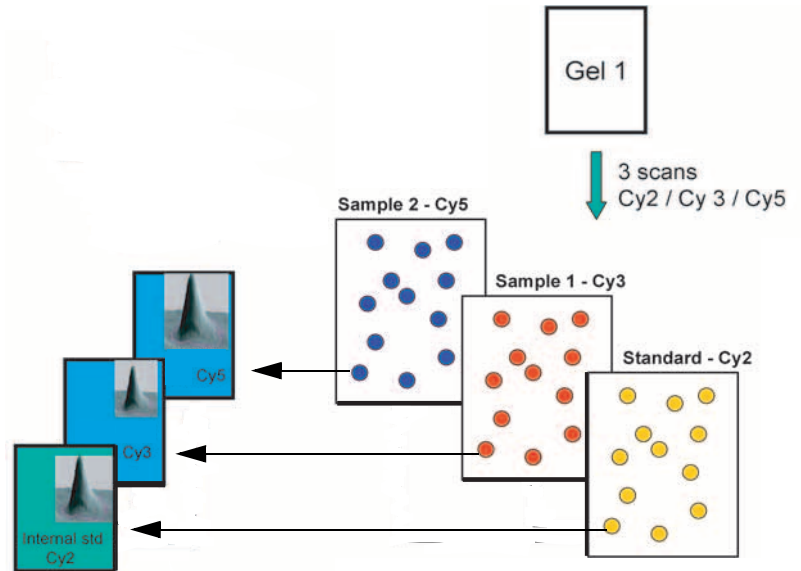 Gel 1
3 scans
Cy2 / Cy 3 / Cy5
Sample 2 - Cy5
Sample 1 - Cy3
Standard - Cy2
Cy5
Cy3
Internal std
Cy2